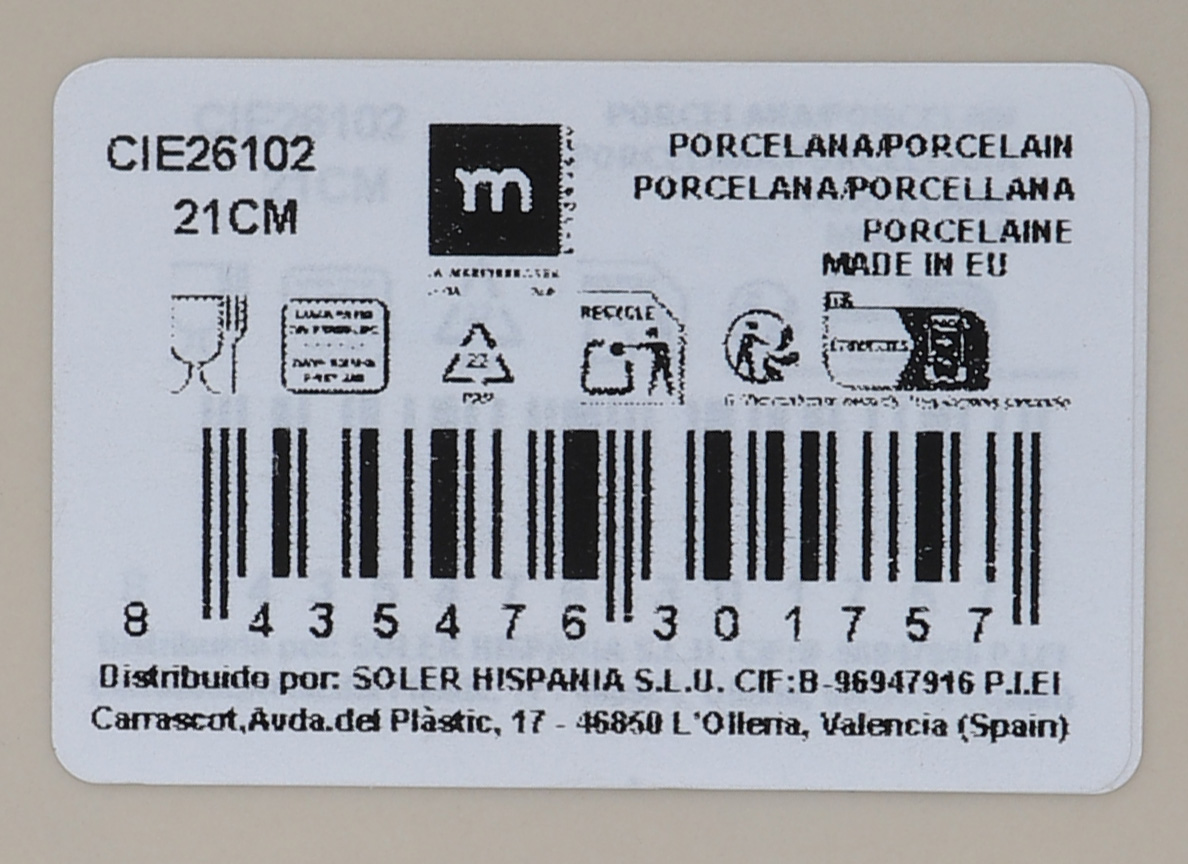 CIE26102
21CM
m
PORCELANA/PORCELAIN
PORCELANA/PORCELLANA
PORCELAINE
MADE IN EU
RECYCLE
8 435476 301757
Distribuido por: SOLER HISPANIA S.L.U. CIF:B-96947916 P.I.El
Carrascot,Avda.del Plàstic, 17 - 46850 L'Olleria, Valencia (Spain)